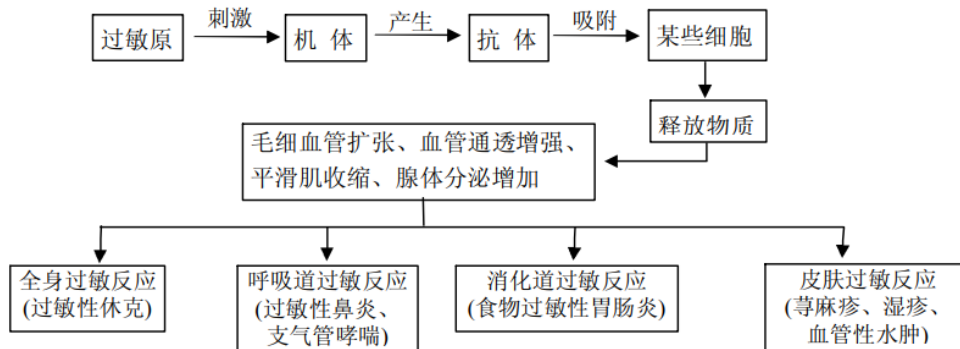 刺激
产生
吸附
过敏原
机 体
抗 体
某些细胞
释放物质
毛细血管扩张、血管通透增强、
平滑肌收缩、腺体分泌增加
全身过敏反应
(过敏性休克)
呼吸道过敏反应
(过敏性鼻炎、
支气管哮喘)
消化道过敏反应
(食物过敏性胃肠炎)
皮肤过敏反应
(荨麻疹、湿疹、
血管性水肿)